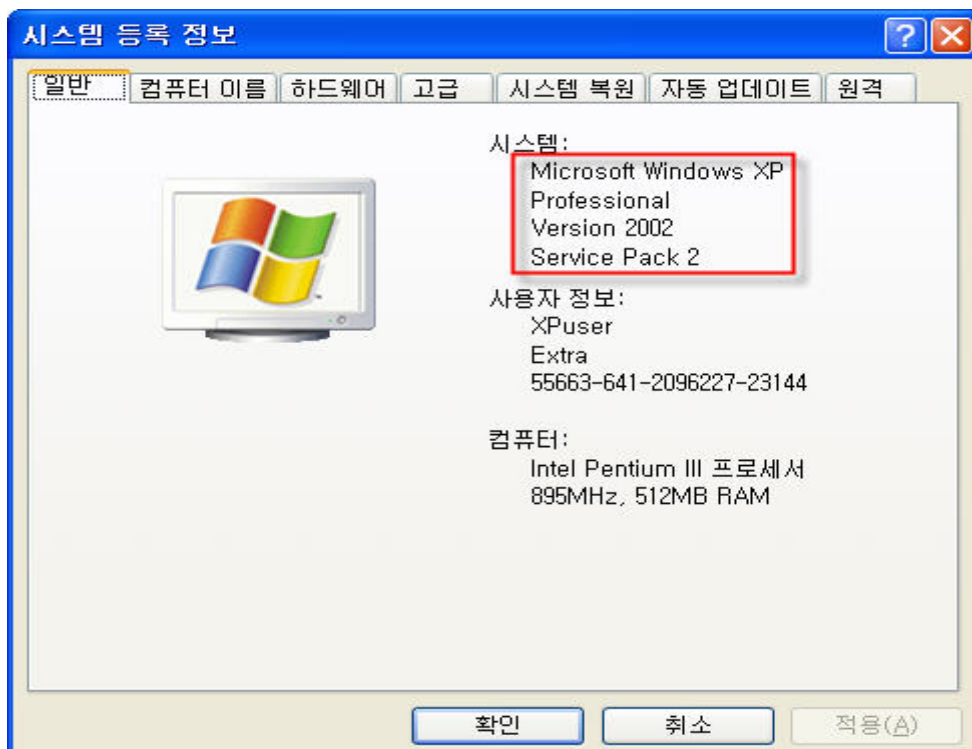 시스템 등록 정보
일반 컴퓨터 이름 하드웨어 고급 시스템 복원 자동 업데이트 원격
시스템:
Microsoft Windows XP
Professional
Version 2002
Service Pack 2
사용자 정보:
XPuser
Extra
55663-641-2096227-23144
컴퓨터:
Intel Pentium III 프로세서
895MHz, 512MB RAM
확인 취소 적용(A)